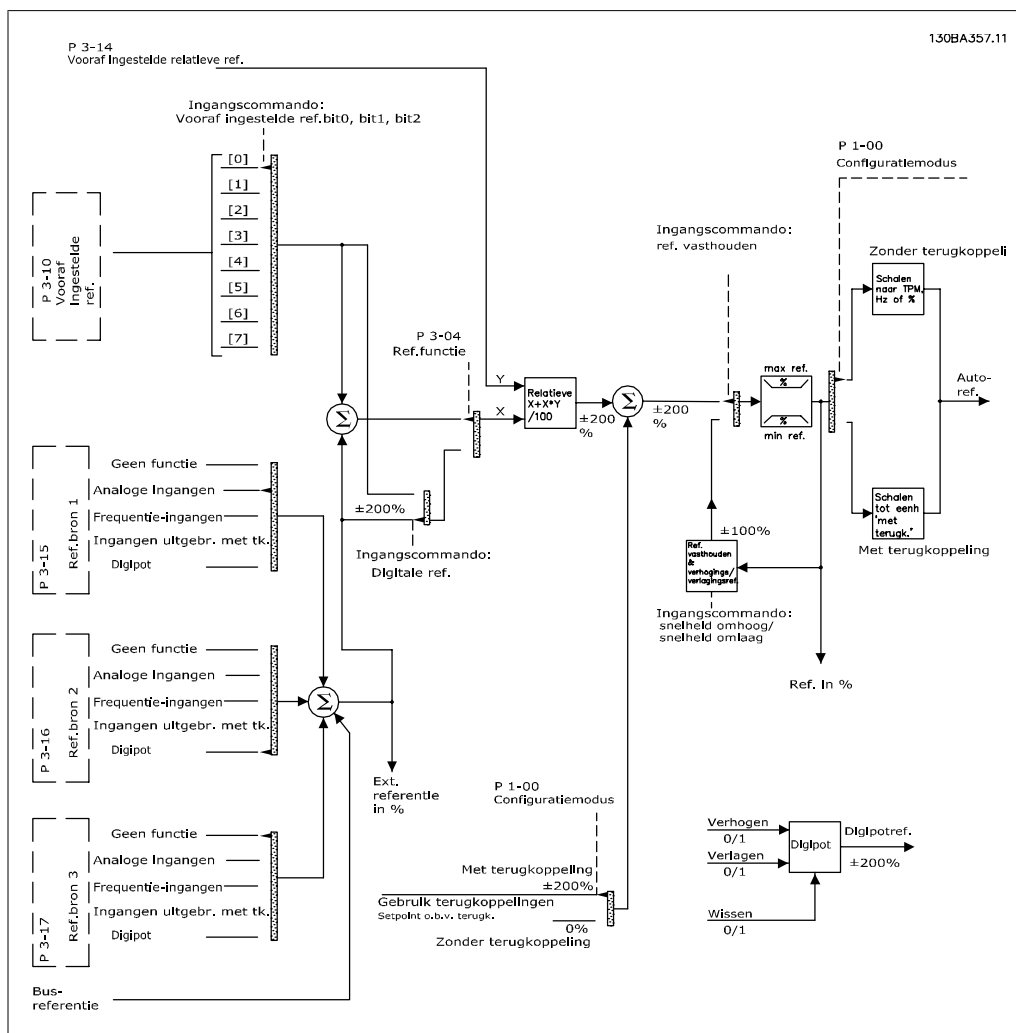 130BA357.11
P 3-14
Vooraf Ingestelde relatieve ref.
Ingangscommando:
Vooraf ingestelde ref.bit0, bit1, bit2
[0]
[1]
[2]
[3]
[4]
[5]
[6]
[7]
P 3-10
Vooraf
Ingestelde
ref.
P 1-00
Configuratiemodus
Ingangscommando:
ref. vasthouden
Zonder terugkoppeli
Schalen
naar TPM,
Hz of %
P 3-04
Ref.functie
Y
X
Relatieve
X+X*Y
/100
±200
%
Σ
±200
%
max ref.
%
%
min ref.
Auto-
ref.
Σ
P 3-15
Ref.bron 1
Geen functie
Analoge Ingangen
Frequentie-ingangen
Ingangen uitgebr. met tk.
Digipot
±200%
Ingangscommando:
Digitale ref.
±100%
Ref.
vasthouden
&
verhogings/
verlagingsref.
Ingangscommando:
snelheid omhoog/
snelheid omlaag
Schalen
tot eenh
'met
terugk."
Met terugkoppeling
Ref. In %
P 3-16
Ref.bron 2
Geen functie
Analoge Ingangen
Frequentie-ingangen
Ingangen uitgebr. met tk.
Digipot
Σ
Ext.
referentie
in %
P 3-17
Ref.bron 3
Geen functie
Analoge Ingangen
Frequentie-ingangen
Ingangen uitgebr. met tk.
Digipot
Bus-
referentie
P 1-00
Configuratiemodus
Met terugkoppeling
±200%
Gebruik terugkoppelingen
Setpoint o.b.v. terugk.
0%
Zonder terugkoppeling
Verhogen
0/1
Verlagen
0/1
Wissen
0/1
DigIpot
DigIpotref.
±200%